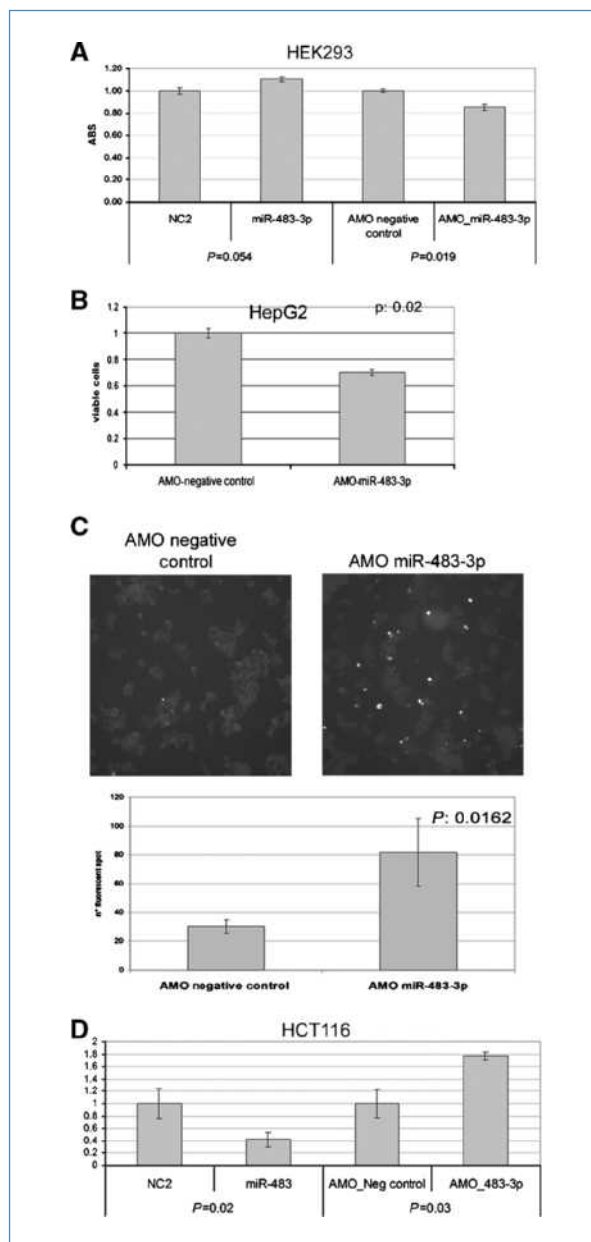 A
HEK293
1.20
1.00
0.80
0.60
0.40
0.20
0.00
ABS
NC2 miR-483-3p AMO negative control AMO_miR-483-3p
P=0.054 P=0.019
B
HepG2 p: 0.02
1.2
1
0.8
0.6
0.4
0.2
0
viable cells
AMO-negative control AMO-miR-483-3p
C
AMO negative control
AMO miR-483-3p
120
100
80
60
40
20
0
n° fluorescent spot
P: 0.0162
AMO negative control AMO miR-483-3p
D
HCT116
2
1.8
1.6
1.4
1.2
1
0.8
0.6
0.4
0.2
0
NC2 miR-483 AMO_Neg control AMO_483-3p
P=0.02 P=0.03